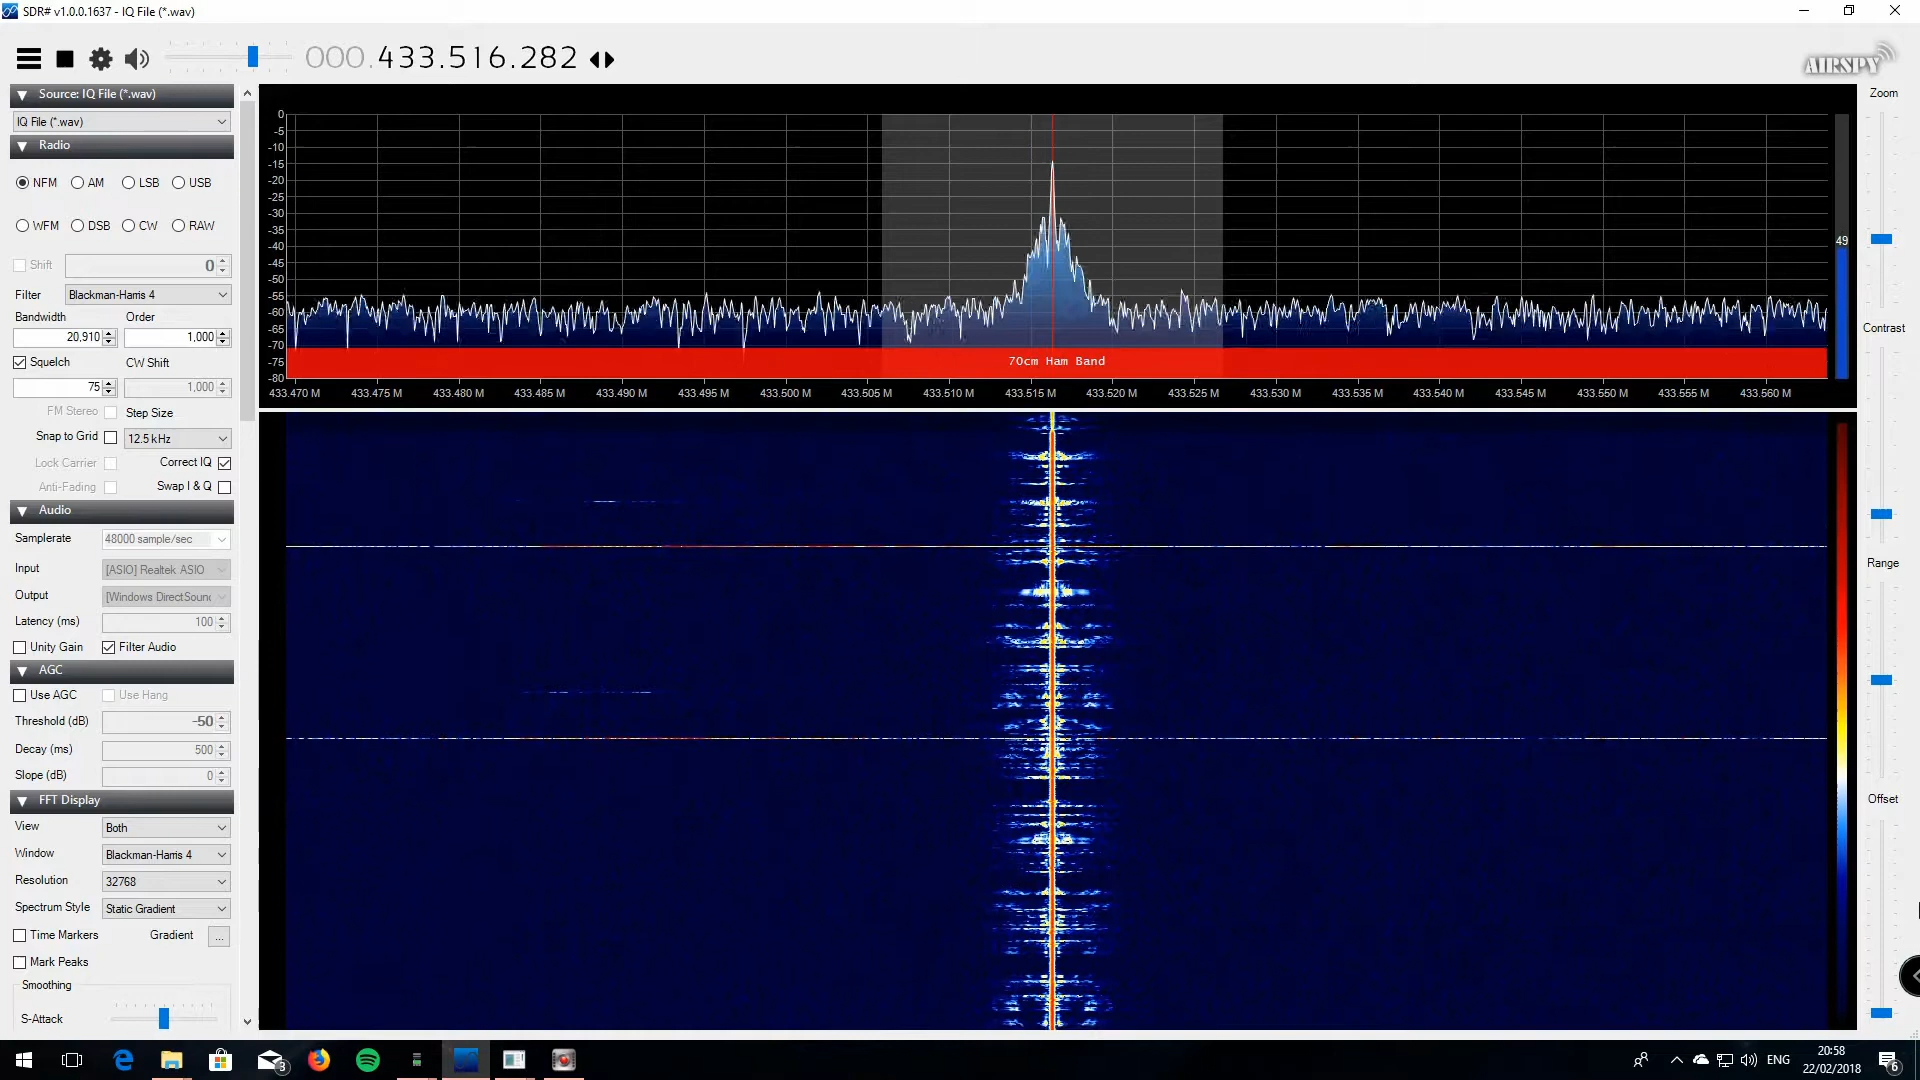 SDR# v1.0.0.1637 - IQ File (*.wav)
000.433.516.282
AIRSPY
Source: IQ File (*.wav)
IQ File (*.wav)
Radio
NFM AM LSB USB
WFM DSB CW RAW
Shift 0
Filter Blackman-Harris 4
Bandwidth Order
20,910 1,000
Squelch CW Shift
75 1,000
FM Stereo Step Size
Snap to Grid 12.5 kHz
Lock Carrier Correct IQ
Anti-Fading Swap I & Q
Audio
Samplerate 48000 sample/sec
Input [ASIO] Realtek ASIO
Output [Windows DirectSound
Latency (ms) 100
Unity Gain Filter Audio
AGC
Use AGC Use Hang
Threshold (dB) -50
Decay (ms) 500
Slope (dB) 0
FFT Display
View Both
Window Blackman-Harris 4
Resolution 32768
Spectrum Style Static Gradient
Time Markers Gradient ...
Mark Peaks
Smoothing
S-Attack
0
-5
-10
-15
-20
-25
-30
-35
-40
-45
-50
-55
-60
-65
-70
-75
-80
70cm Ham Band
433.470 M 433.475 M 433.480 M 433.485 M 433.490 M 433.495 M 433.500 M 433.505 M 433.510 M 433.515 M 433.520 M 433.525 M 433.530 M 433.535 M 433.540 M 433.545 M 433.550 M 433.555 M 433.560 M
49
Zoom
Contrast
Range
Offset
3
ENG
20:58
22/02/2018
6